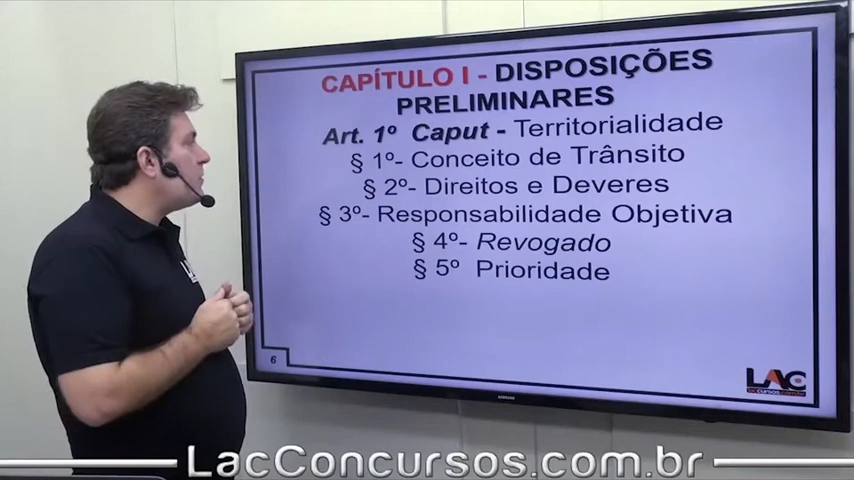 CAPÍTULO I - DISPOSIÇÕES
PRELIMINARES
Art. 1º Caput - Territorialidade
§ 1º- Conceito de Trânsito
§ 2º- Direitos e Deveres
§ 3º- Responsabilidade Objetiva
§ 4º- Revogado
§ 5º Prioridade
6
LAC
LacConcursos.com.br